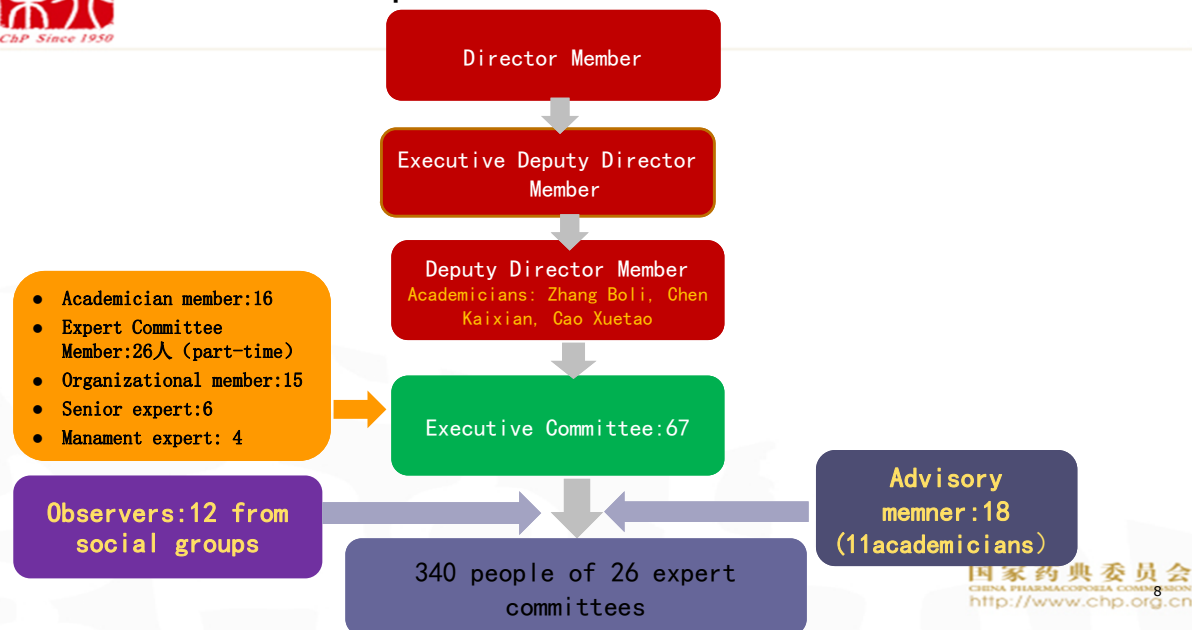 ChP Since 1950
Director Member
Executive Deputy Director
Member
Deputy Director Member
Academicians: Zhang Boli, Chen
Kaixian, Cao Xuetao
● Academician member:16
● Expert Committee
Member:26人（part-time）
● Organizational member:15
● Senior expert:6
● Manament expert: 4
Executive Committee:67
Observers:12 from
social groups
Advisory
memner:18
(11academicians）
340 people of 26 expert
committees
国家药典委员会
CHINA PHARMACOPOEIA COMMISSION
http://www.chp.org.cn
8